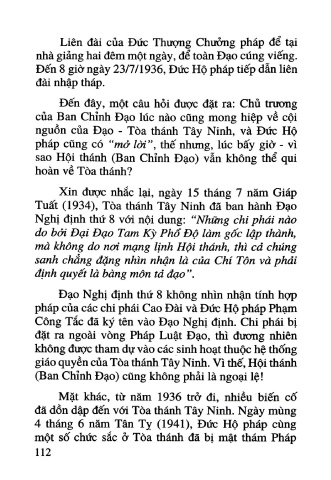 Liên đài của Đức Thượng Chưởng pháp để tại
nhà giảng hai đêm một ngày, để toàn Đạo cúng viếng.
Đến 8 giờ ngày 23/7/1936, Đức Hộ pháp tiếp dẫn liên
đài nhập tháp.
Đến đây, một câu hỏi được đặt ra: Chủ trương
của Ban Chỉnh Đạo lúc nào cũng mong hiệp về cội
nguồn của Đạo - Tòa thánh Tây Ninh, và Đức Hộ
pháp cũng có "mở lời", thế nhưng, lúc bấy giờ - vì
sao Hội thánh (Ban Chỉnh Đạo) vẫn không thể qui
hoàn về Tòa thánh?
Xin được nhắc lại, ngày 15 tháng 7 năm Giáp
Tuất (1934), Tòa thánh Tây Ninh đã ban hành Đạo
Nghị định thứ 8 với nội dung: "Những chi phái nào
do bởi Đại Đạo Tam Kỳ Phổ Độ làm gốc lập thành,
mà không do nơi mạng lịnh Hội thánh, thì cả chúng
sanh chẳng đặng nhìn nhận là của Chí Tôn và phải
định quyết là bàng môn tả đạo".
Đạo Nghị định thứ 8 không nhìn nhận tính hợp
pháp của các chi phái Cao Đài và Đức Hộ pháp Phạm
Công Tắc đã ký tên vào Đạo Nghị định. Chi phái bị
đặt ra ngoài vòng Pháp Luật Đạo, thì đương nhiên
không được tham dự vào các sinh hoạt thuộc hệ thống
giáo quyền của Tòa thánh Tây Ninh. Vì thế, Hội thánh
(Ban Chỉnh Đạo) cũng không phải là ngoại lệ!
Mặt khác, từ năm 1936 trở đi, nhiều biến cố
đã dồn dập đến với Tòa thánh Tây Ninh. Ngày mùng
4 tháng 6 năm Tân Tỵ (1941), Đức Hộ pháp cùng
một số chức sắc ở Tòa thánh đã bị mật thám Pháp
112